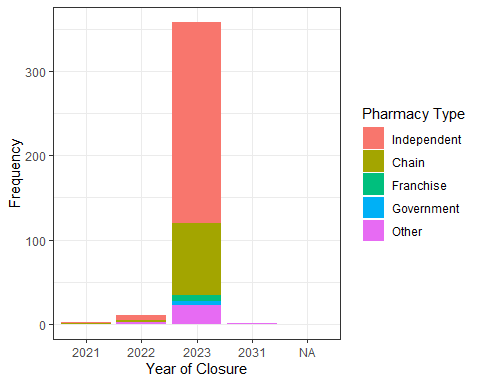 Frequency
300
200
100
0
2021 2022 2023 2031 NA
Year of Closure
Pharmacy Type
Independent
Chain
Franchise
Government
Other